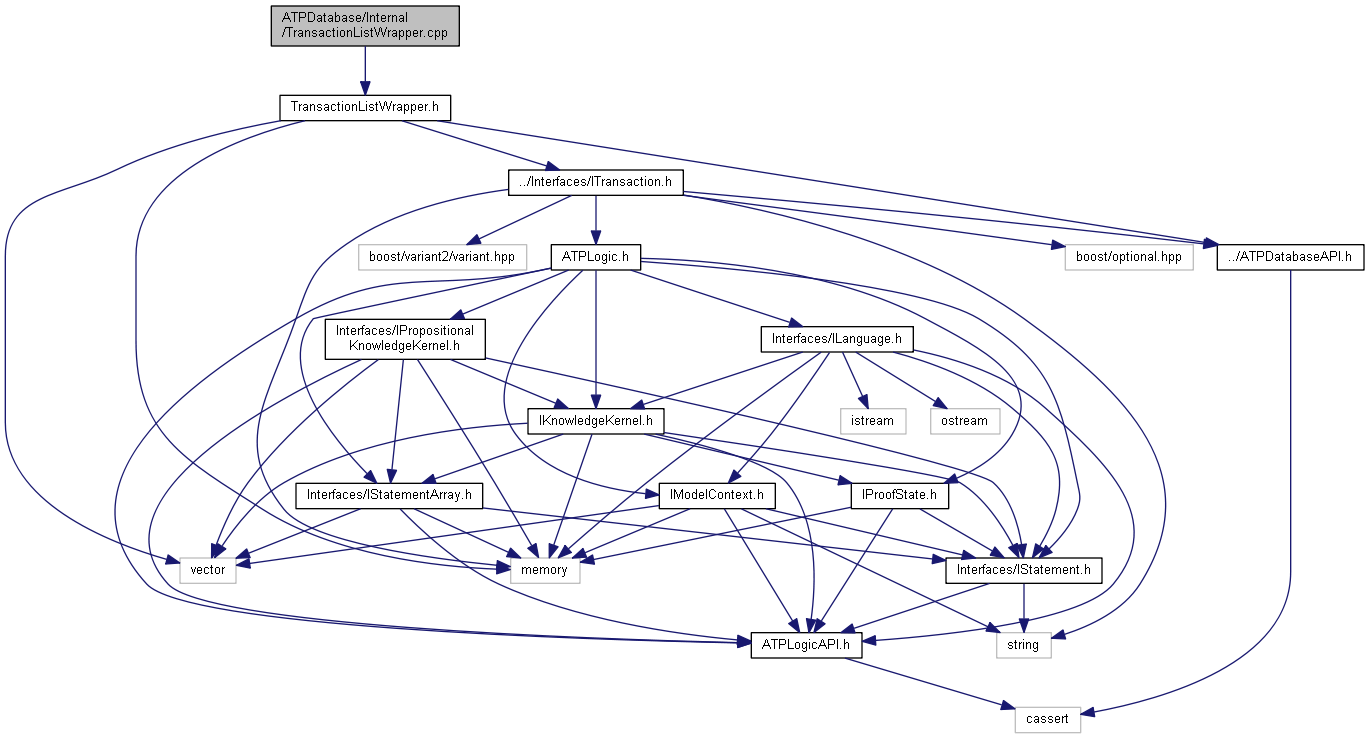 ATPDatabase/Internal
/TransactionListWrapper.cpp
TransactionListWrapper.h
../Interfaces/ITransaction.h
boost/variant2/variant.hpp
ATPLogic.h
boost/optional.hpp
../ATPDatabaseAPI.h
Interfaces/IPropositional
KnowledgeKernel.h
Interfaces/ILanguage.h
IKnowledgeKernel.h
istream
ostream
Interfaces/IStatementArray.h
IModelContext.h
IProofState.h
vector
memory
Interfaces/IStatement.h
ATPLogicAPI.h
string
cassert